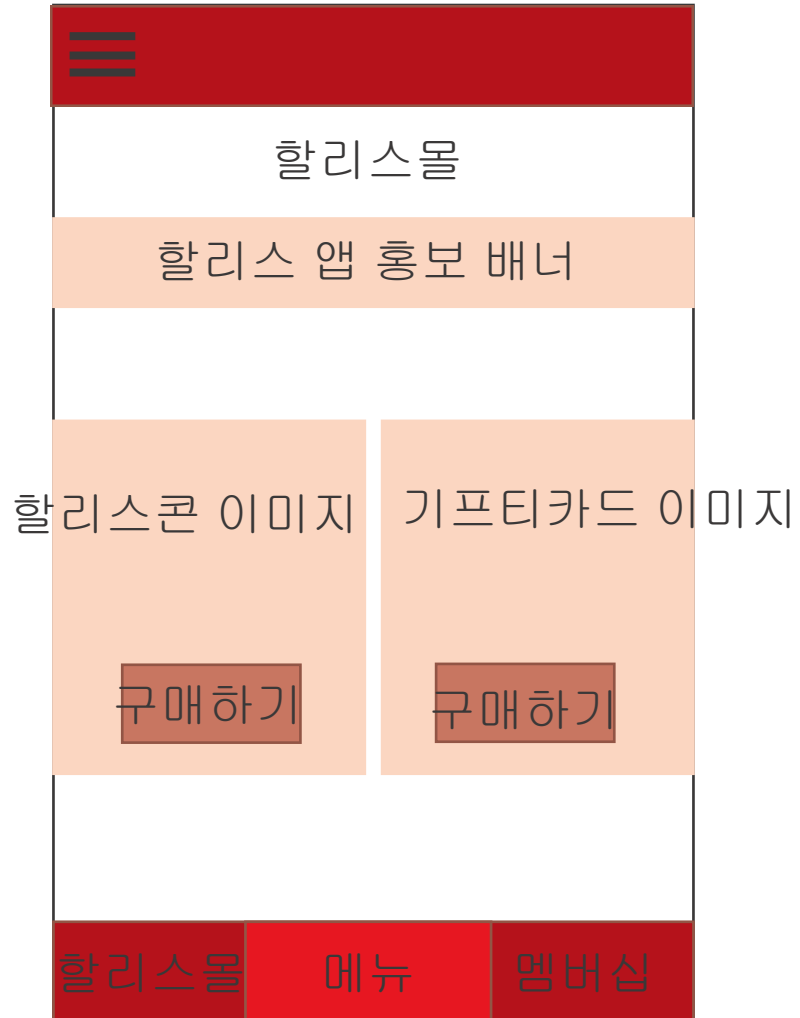 할리스몰
할리스 앱 홍보 배너
할리스콘 이미지
기프티카드 이미지
구매하기
구매하기
할리스몰
메뉴
멤버십